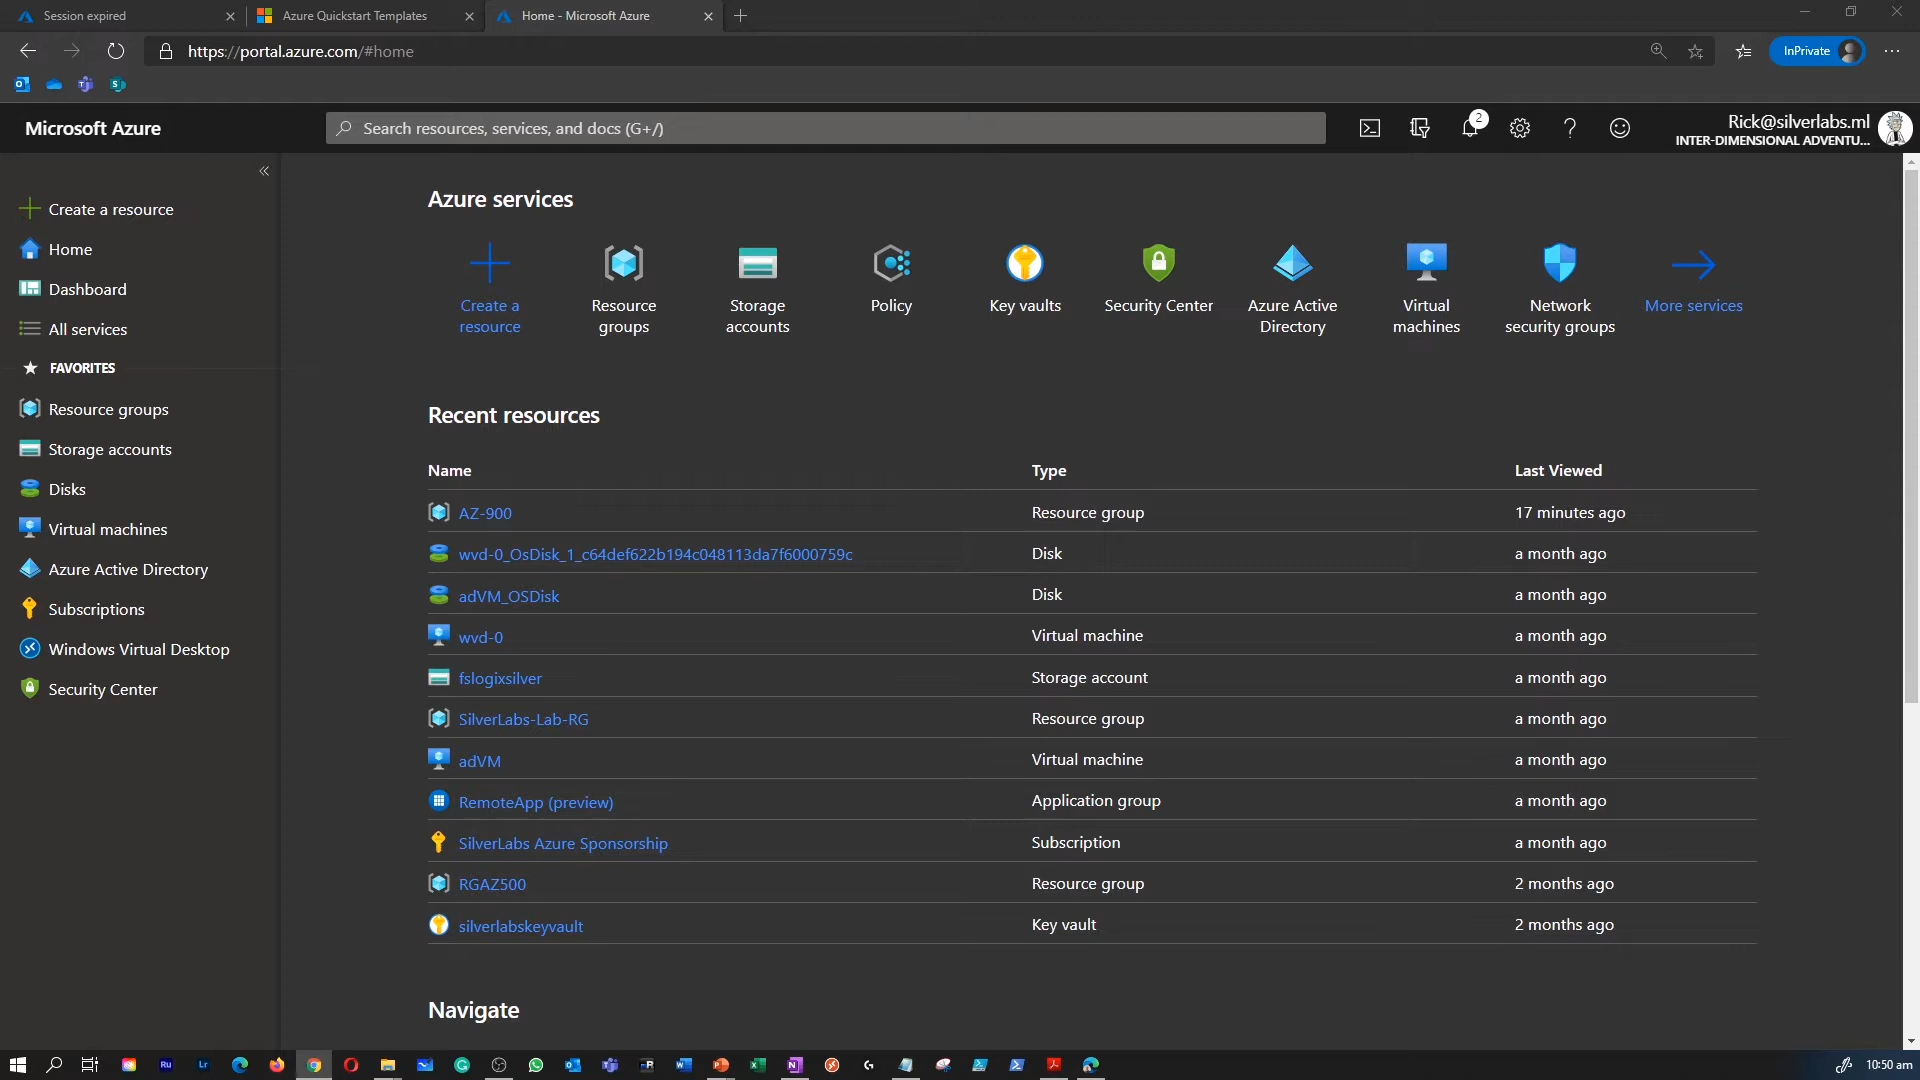 Session expired
Azure Quickstart Templates
Home - Microsoft Azure
https://portal.azure.com/#home
InPrivate
Microsoft Azure
Search resources, services, and docs (G+/)
2
Rick@silverlabs.ml
INTER-DIMENSIONAL ADVENTU...
Create a resource
Home
Dashboard
All services
FAVORITES
Resource groups
Storage accounts
Disks
Virtual machines
Azure Active Directory
Subscriptions
Windows Virtual Desktop
Security Center
Azure services
Create a resource
Resource groups
Storage accounts
Policy
Key vaults
Security Center
Azure Active Directory
Virtual machines
Network security groups
More services
Recent resources
Name Type Last Viewed
AZ-900 Resource group 17 minutes ago
wvd-0_OsDisk_1_c64def622b194c048113da7f6000759c Disk a month ago
adVM_OSDisk Disk a month ago
wvd-0 Virtual machine a month ago
fslogixsilver Storage account a month ago
SilverLabs-Lab-RG Resource group a month ago
adVM Virtual machine a month ago
RemoteApp (preview) Application group a month ago
SilverLabs Azure Sponsorship Subscription a month ago
RGAZ500 Resource group 2 months ago
silverlabskeyvault Key vault 2 months ago
Navigate
10:50 am